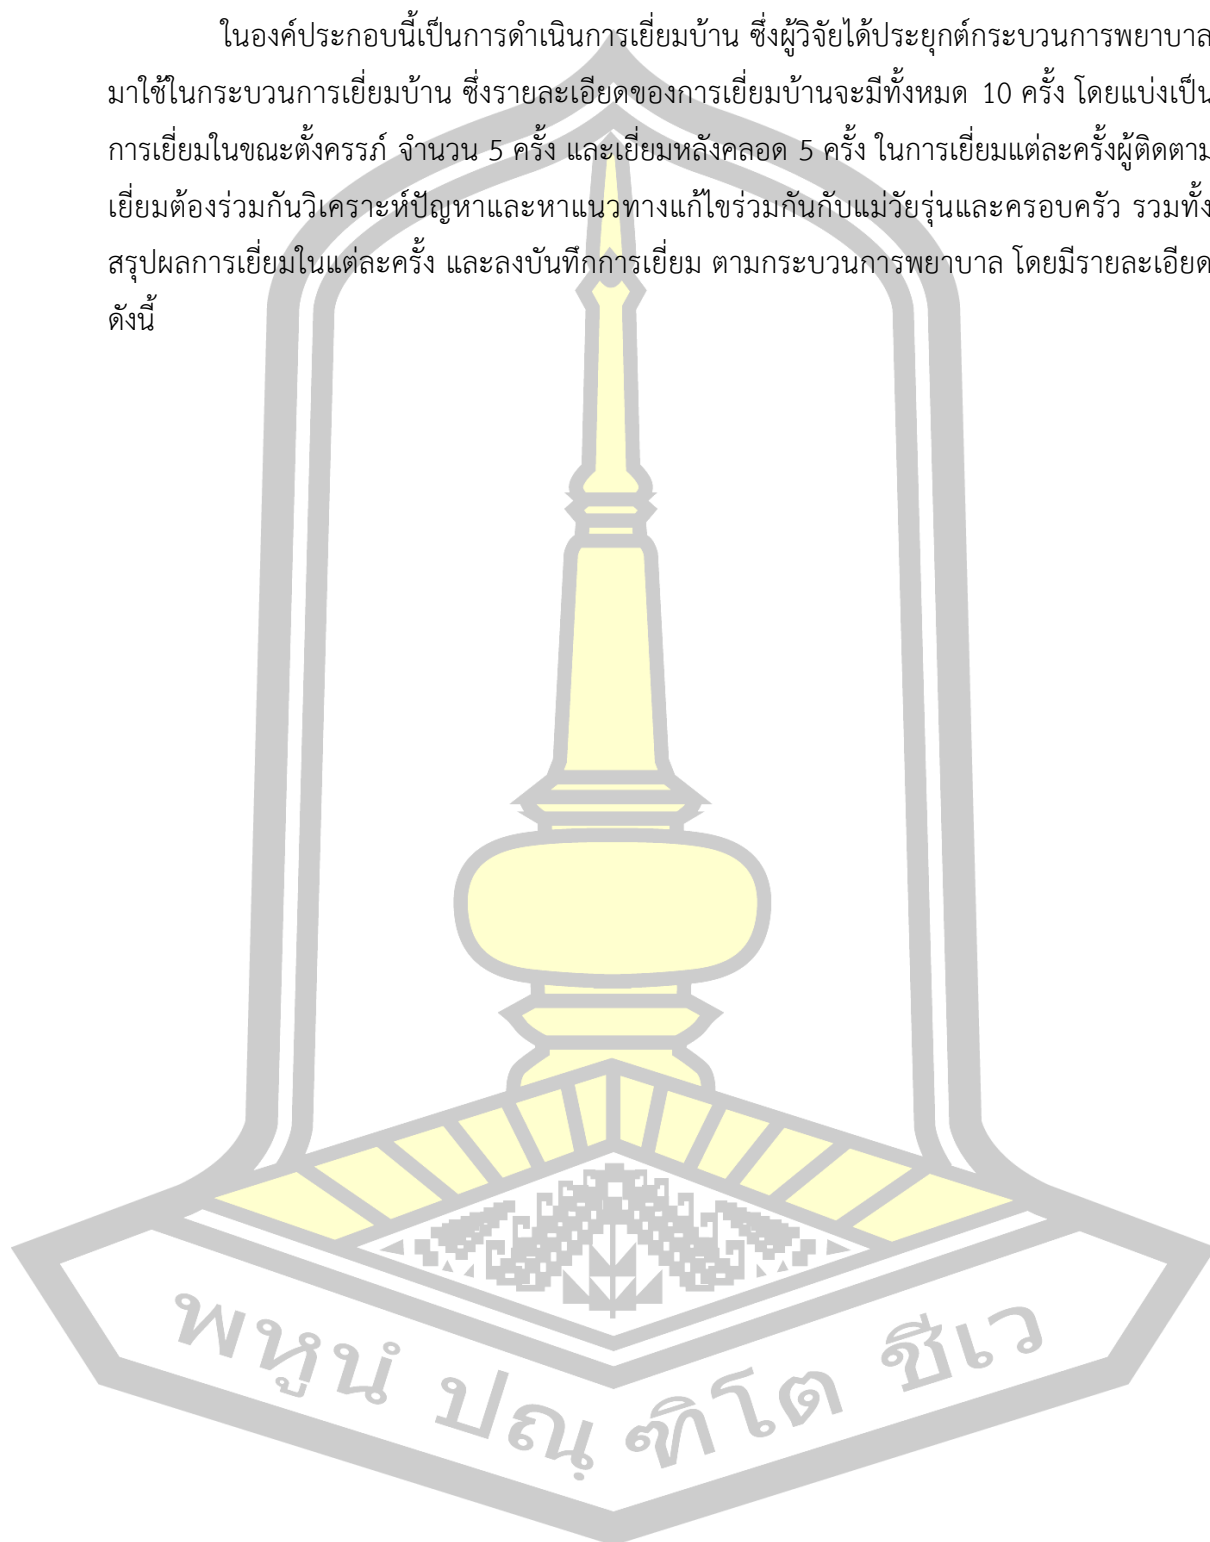 ในองค์ประกอบนี้เป็นการดำเนินการเยี่ยมบ้าน ซึ่งผู้วิจัยได้ประยุกต์กระบวนการพยาบาล
มาใช้ในกระบวนการเยี่ยมบ้าน ซึ่งรายละเอียดของการเยี่ยมบ้านจะมีทั้งหมด 10 ครั้ง โดยแบ่งเป็น
การเยี่ยมในขณะตั้งครรภ์ จำนวน 5 ครั้ง และเยี่ยมหลังคลอด 5 ครั้ง ในการเยี่ยมแต่ละครั้งผู้ติดตาม
เยี่ยมต้องร่วมกันวิเคราะห์ปัญหาและหาแนวทางแก้ไขร่วมกันกับแม่วัยรุ่นและครอบครัว รวมทั้ง
สรุปผลการเยี่ยมในแต่ละครั้ง และลงบันทึกการเยี่ยม ตามกระบวนการพยาบาล โดยมีรายละเอียด
ดังนี้
พหูนํ ปณฺฑิโต ชีเว